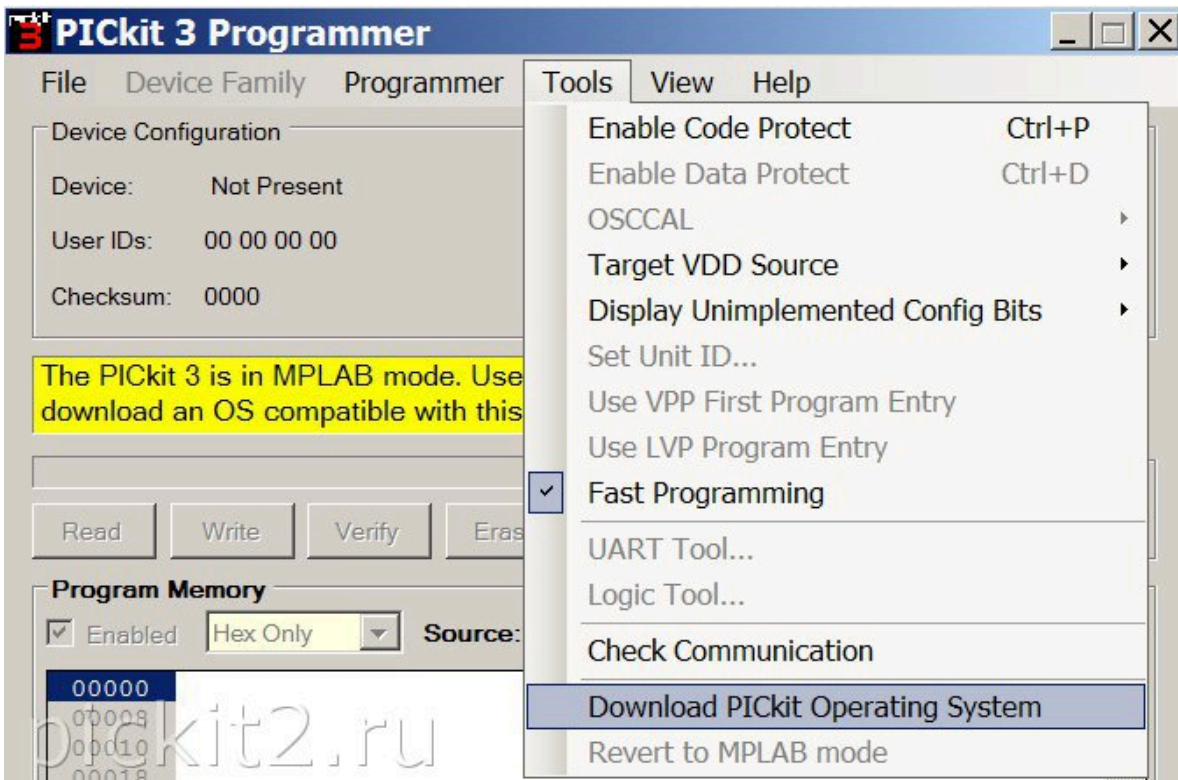 PICkit 3 Programmer
File Device Family Programmer Tools View Help
Device Configuration
Device: Not Present
User IDs: 00 00 00 00
Checksum: 0000
The PICkit 3 is in MPLAB mode. Use
download an OS compatible with this
Read Write Verify Eras
Program Memory
Enabled Hex Only Source:
00000
00008
00010
00018
Enable Code Protect Ctrl+P
Enable Data Protect Ctrl+D
OSCCAL
Target VDD Source
Display Unimplemented Config Bits
Set Unit ID...
Use VPP First Program Entry
Use LVP Program Entry
Fast Programming
UART Tool...
Logic Tool...
Check Communication
Download PICkit Operating System
Revert to MPLAB mode
pickit2.ru